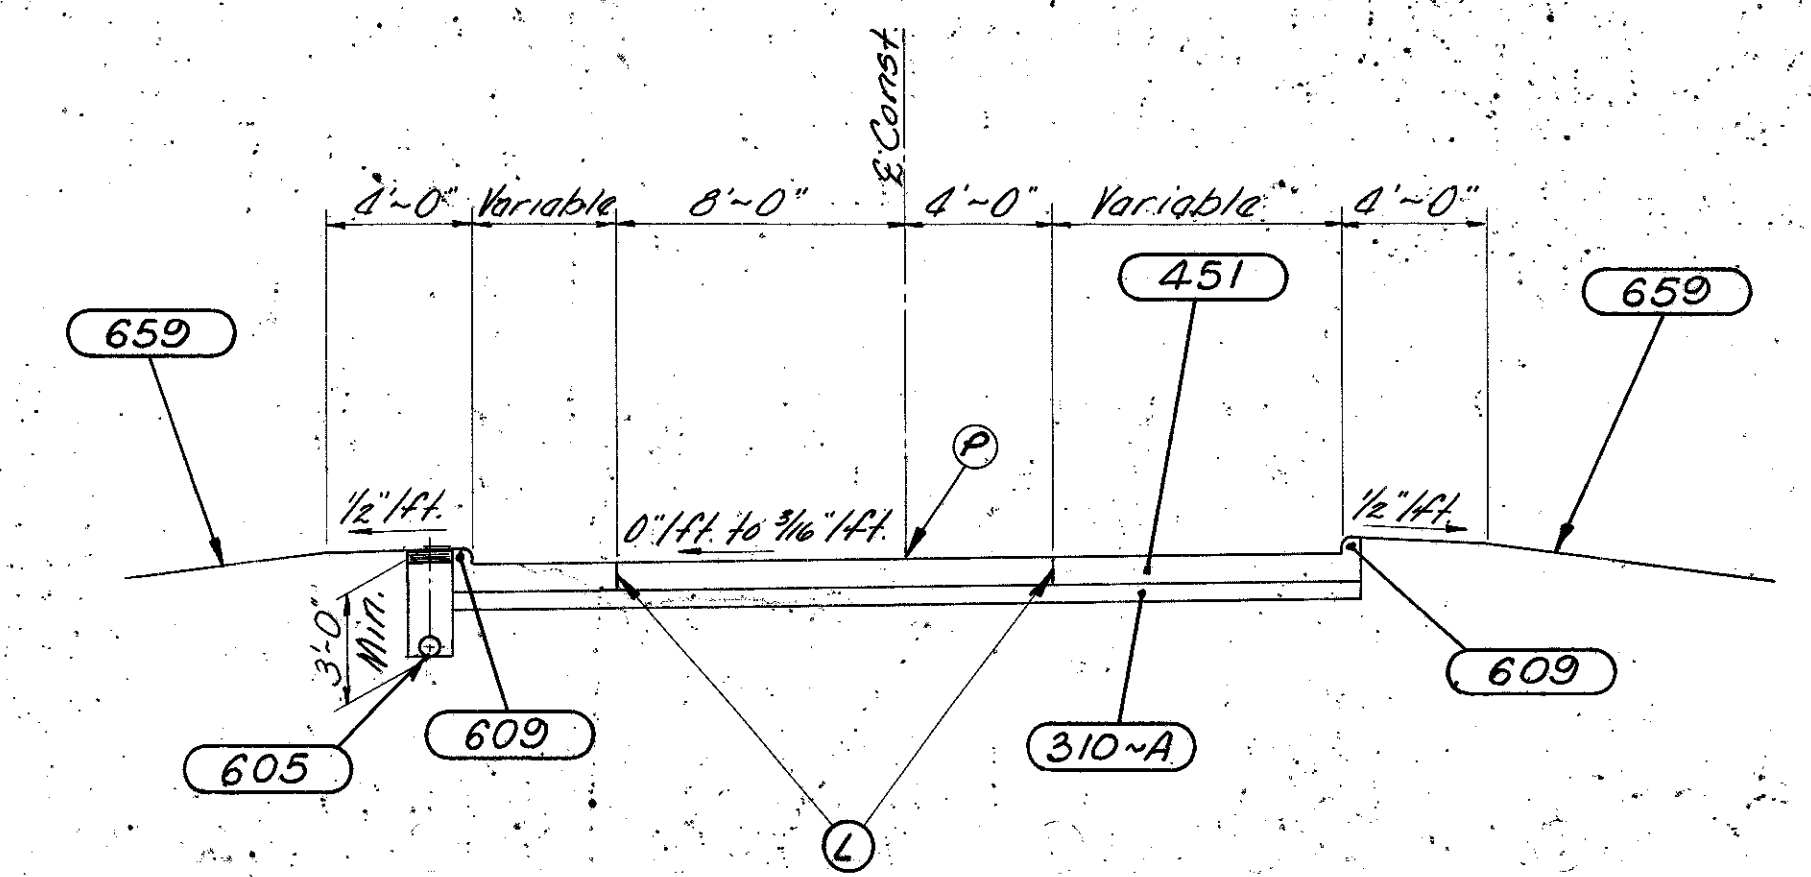 ℄ Const.
4'~0" Variable 8'~0" 4'~0" Variable 4'~0"
451
659
659
P
1/2"/ft.
0"/ft. to 3/16"/ft.
1/2"/ft.
3'-0"
Min.
609
609
310~A
605
L